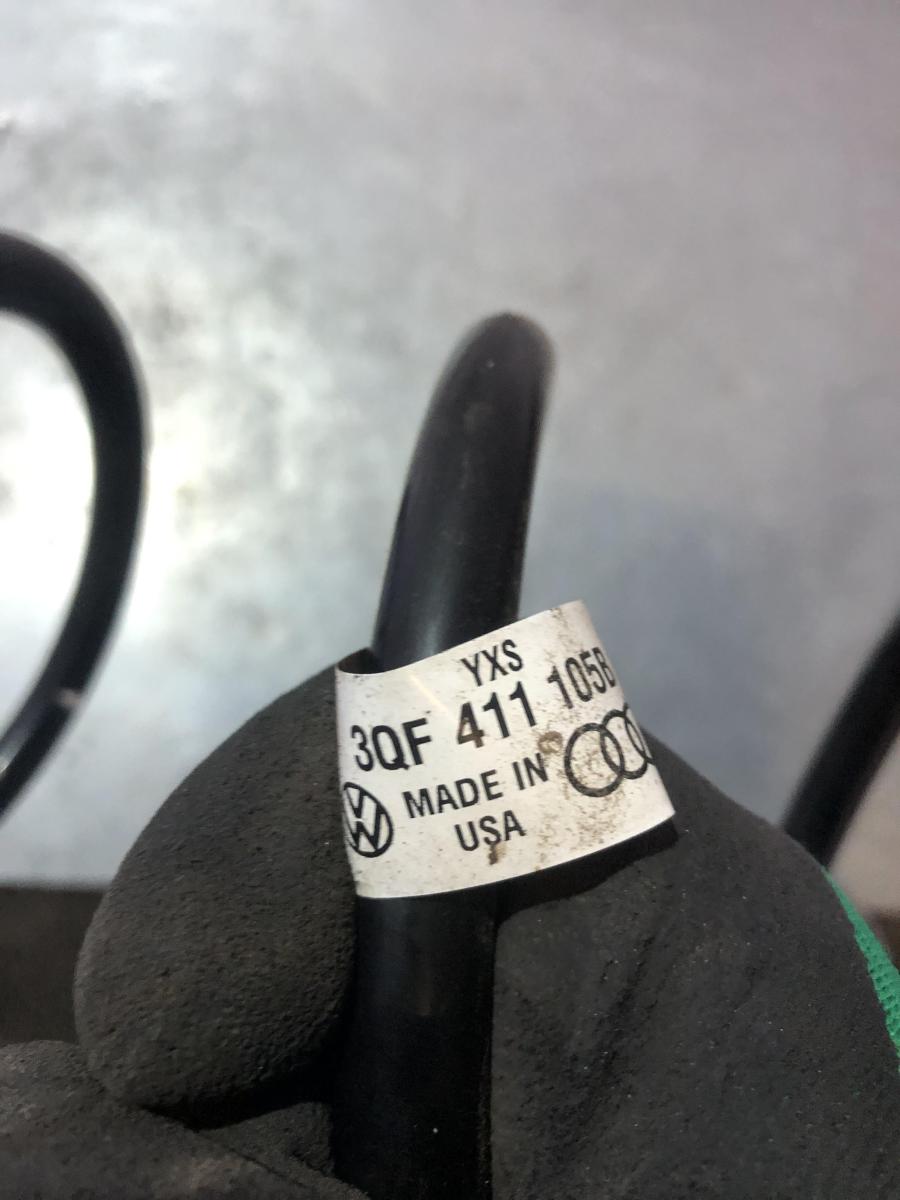 YXS
3QF 411 105B
MADE IN
USA